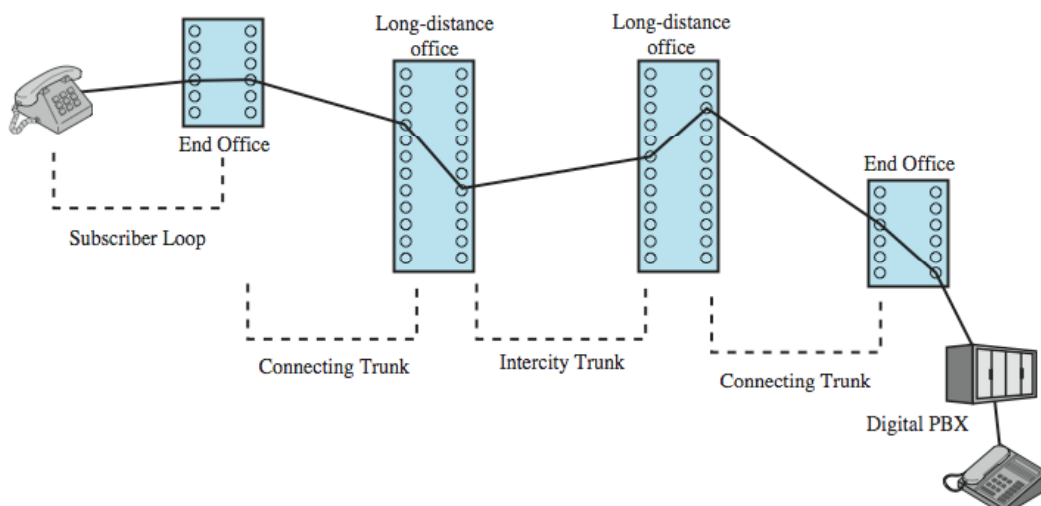 Long-distance
office
Long-distance
office
End Office
End Office
Subscriber Loop
Connecting Trunk
Intercity Trunk
Connecting Trunk
Digital PBX